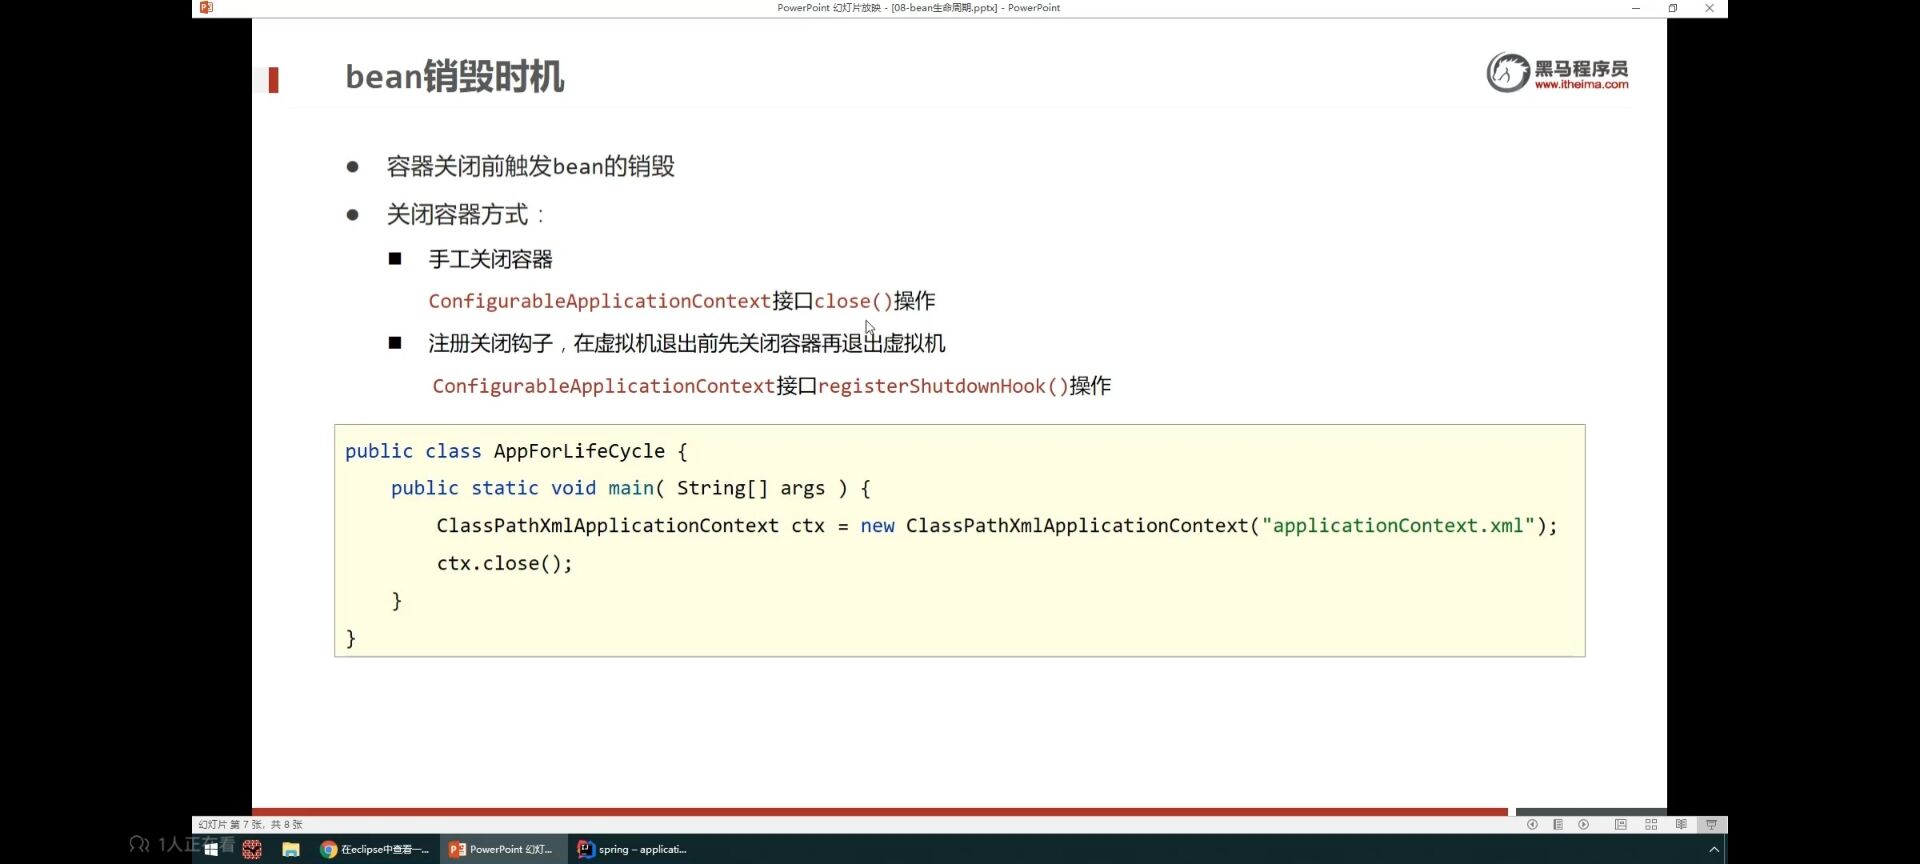 PowerPoint 幻灯片放映 - [08-bean生命周期.pptx] - PowerPoint
bean销毁时机
黑马程序员
www.itheima.com
● 容器关闭前触发bean的销毁
● 关闭容器方式：
■ 手工关闭容器
ConfigurableApplicationContext接口close()操作
■ 注册关闭钩子，在虚拟机退出前先关闭容器再退出虚拟机
ConfigurableApplicationContext接口registerShutdownHook()操作
public class AppForLifeCycle {
public static void main( String[] args ) {
ClassPathXmlApplicationContext ctx = new ClassPathXmlApplicationContext("applicationContext.xml");
ctx.close();
}
}
幻灯片 第 7 张，共 8 张
1人正在看
在eclipse中查看一...
PowerPoint 幻灯...
spring – applicati...